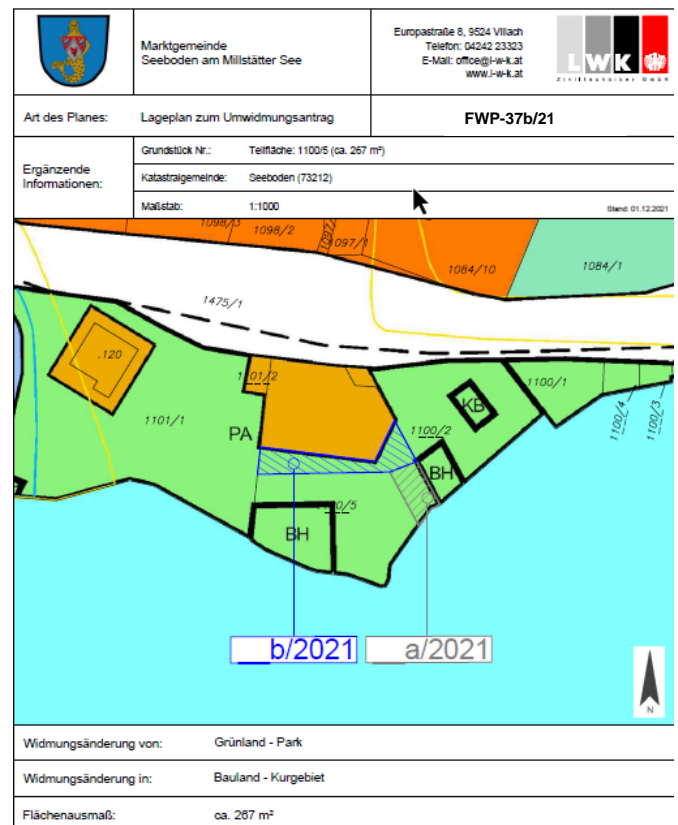 Marktgemeinde
Seeboden am Millstätter See
Europastraße 8, 9524 Villach
Telefon: 04242 23323
E-Mail: office@l-w-k.at
www.l-w-k.at
LWK
Ziviltechniker GmbH
Art des Planes: Lageplan zum Umwidmungsantrag FWP-37b/21
Ergänzende
Informationen:
Grundstück Nr.: Teilfläche: 1100/5 (ca. 267 m²)
Katastralgemeinde: Seeboden (73212)
Maßstab: 1:1000
Stand: 01.12.2021
1098/3
1098/2
1097/1
1084/10
1084/1
1475/1
.120
1101/2
1101/1
PA
KB
1100/1
1100/2
1100/4
1100/3
BH
BH
b/2021
a/2021
N
Widmungsänderung von: Grünland - Park
Widmungsänderung in: Bauland - Kurgebiet
Flächenausmaß: ca. 267 m²